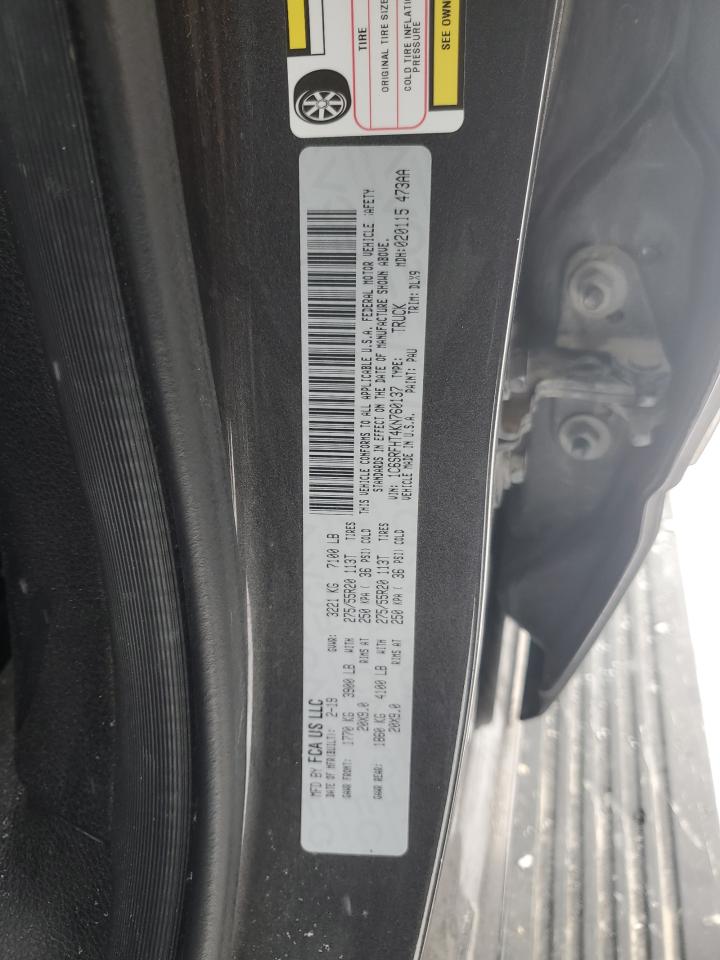 MFD BY FCA US LLC
DATE OF MFR(BUILT): 2-19 GVWR: 3221 KG 7100 LB
GAWR FRONT: 1770 KG 3900 LB WITH 275/55R20 113T TIRES
20X9.0 RIMS AT 250 KPA ( 36 PSI) COLD
GAWR REAR: 1860 KG 4100 LB WITH 275/55R20 113T TIRES
20X9.0 RIMS AT 250 KPA ( 36 PSI) COLD
THIS VEHICLE CONFORMS TO ALL APPLICABLE U.S.A. FEDERAL MOTOR VEHICLE SAFETY
STANDARDS IN EFFECT ON THE DATE OF MANUFACTURE SHOWN ABOVE.
VIN: 1C6SRFHT4KN760137 TYPE: TRUCK MDH:020115 473AA
VEHICLE MADE IN U.S.A. PAINT: PAU TRIM: DLX9
TIRE
ORIGINAL TIRE SIZE
COLD TIRE INFLATI
PRESSURE
SEE OWN